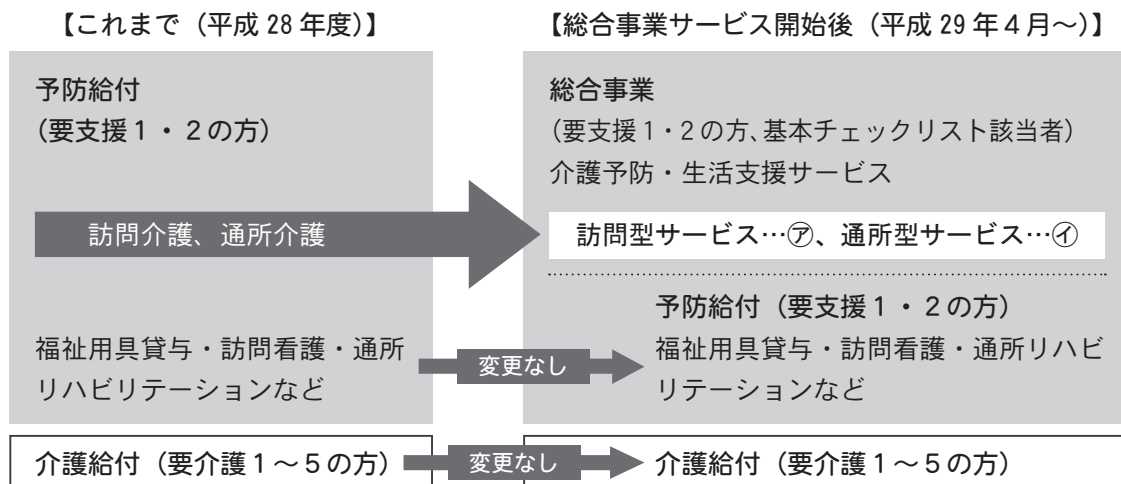 【これまで（平成 28 年度）】
予防給付
（要支援１・２の方）
訪問介護、通所介護
福祉用具貸与・訪問看護・通所
リハビリテーションなど
介護給付（要介護１～５の方）
【総合事業サービス開始後（平成 29 年４月～）】
総合事業
（要支援１・２の方、基本チェックリスト該当者）
介護予防・生活支援サービス
訪問型サービス…㋐、通所型サービス…㋑
予防給付（要支援１・２の方）
変更なし
福祉用具貸与・訪問看護・通所リハビ
リテーションなど
変更なし
介護給付（要介護１～５の方）